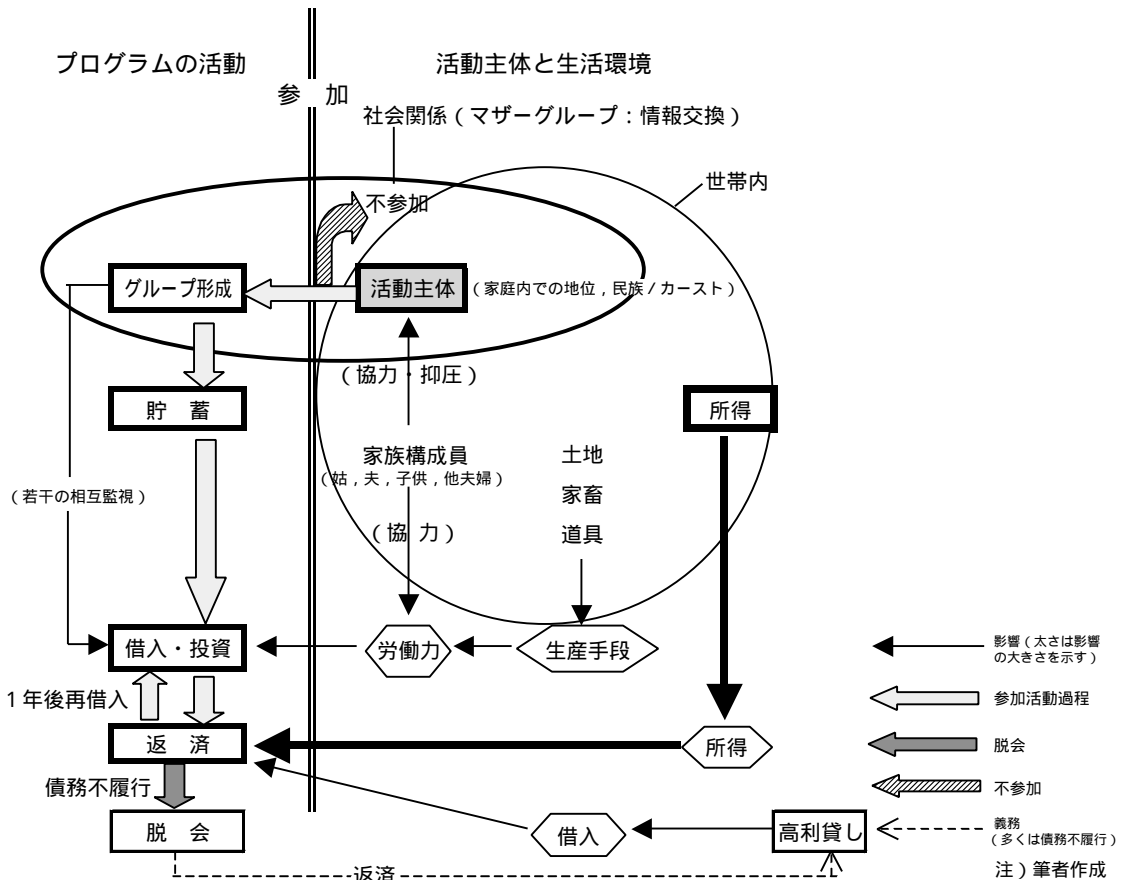 プログラムの活動
活動主体と生活環境
参 加
社会関係（マザーグループ：情報交換）
世帯内
不参加
グループ形成
活動主体
（家庭内での地位，民族/カースト）
（協力・抑圧）
貯 蓄
所得
家族構成員
（姑，夫，子供，他夫婦）
土地
家畜
道具
（若干の相互監視）
（協 力）
借入・投資
労働力
生産手段
影響（太さは影響
の大きさを示す）
1年後再借入
参加活動過程
返 済
所得
脱会
債務不履行
不参加
脱 会
借入
高利貸し
義務
（多くは債務不履行）
返済
注）筆者作成